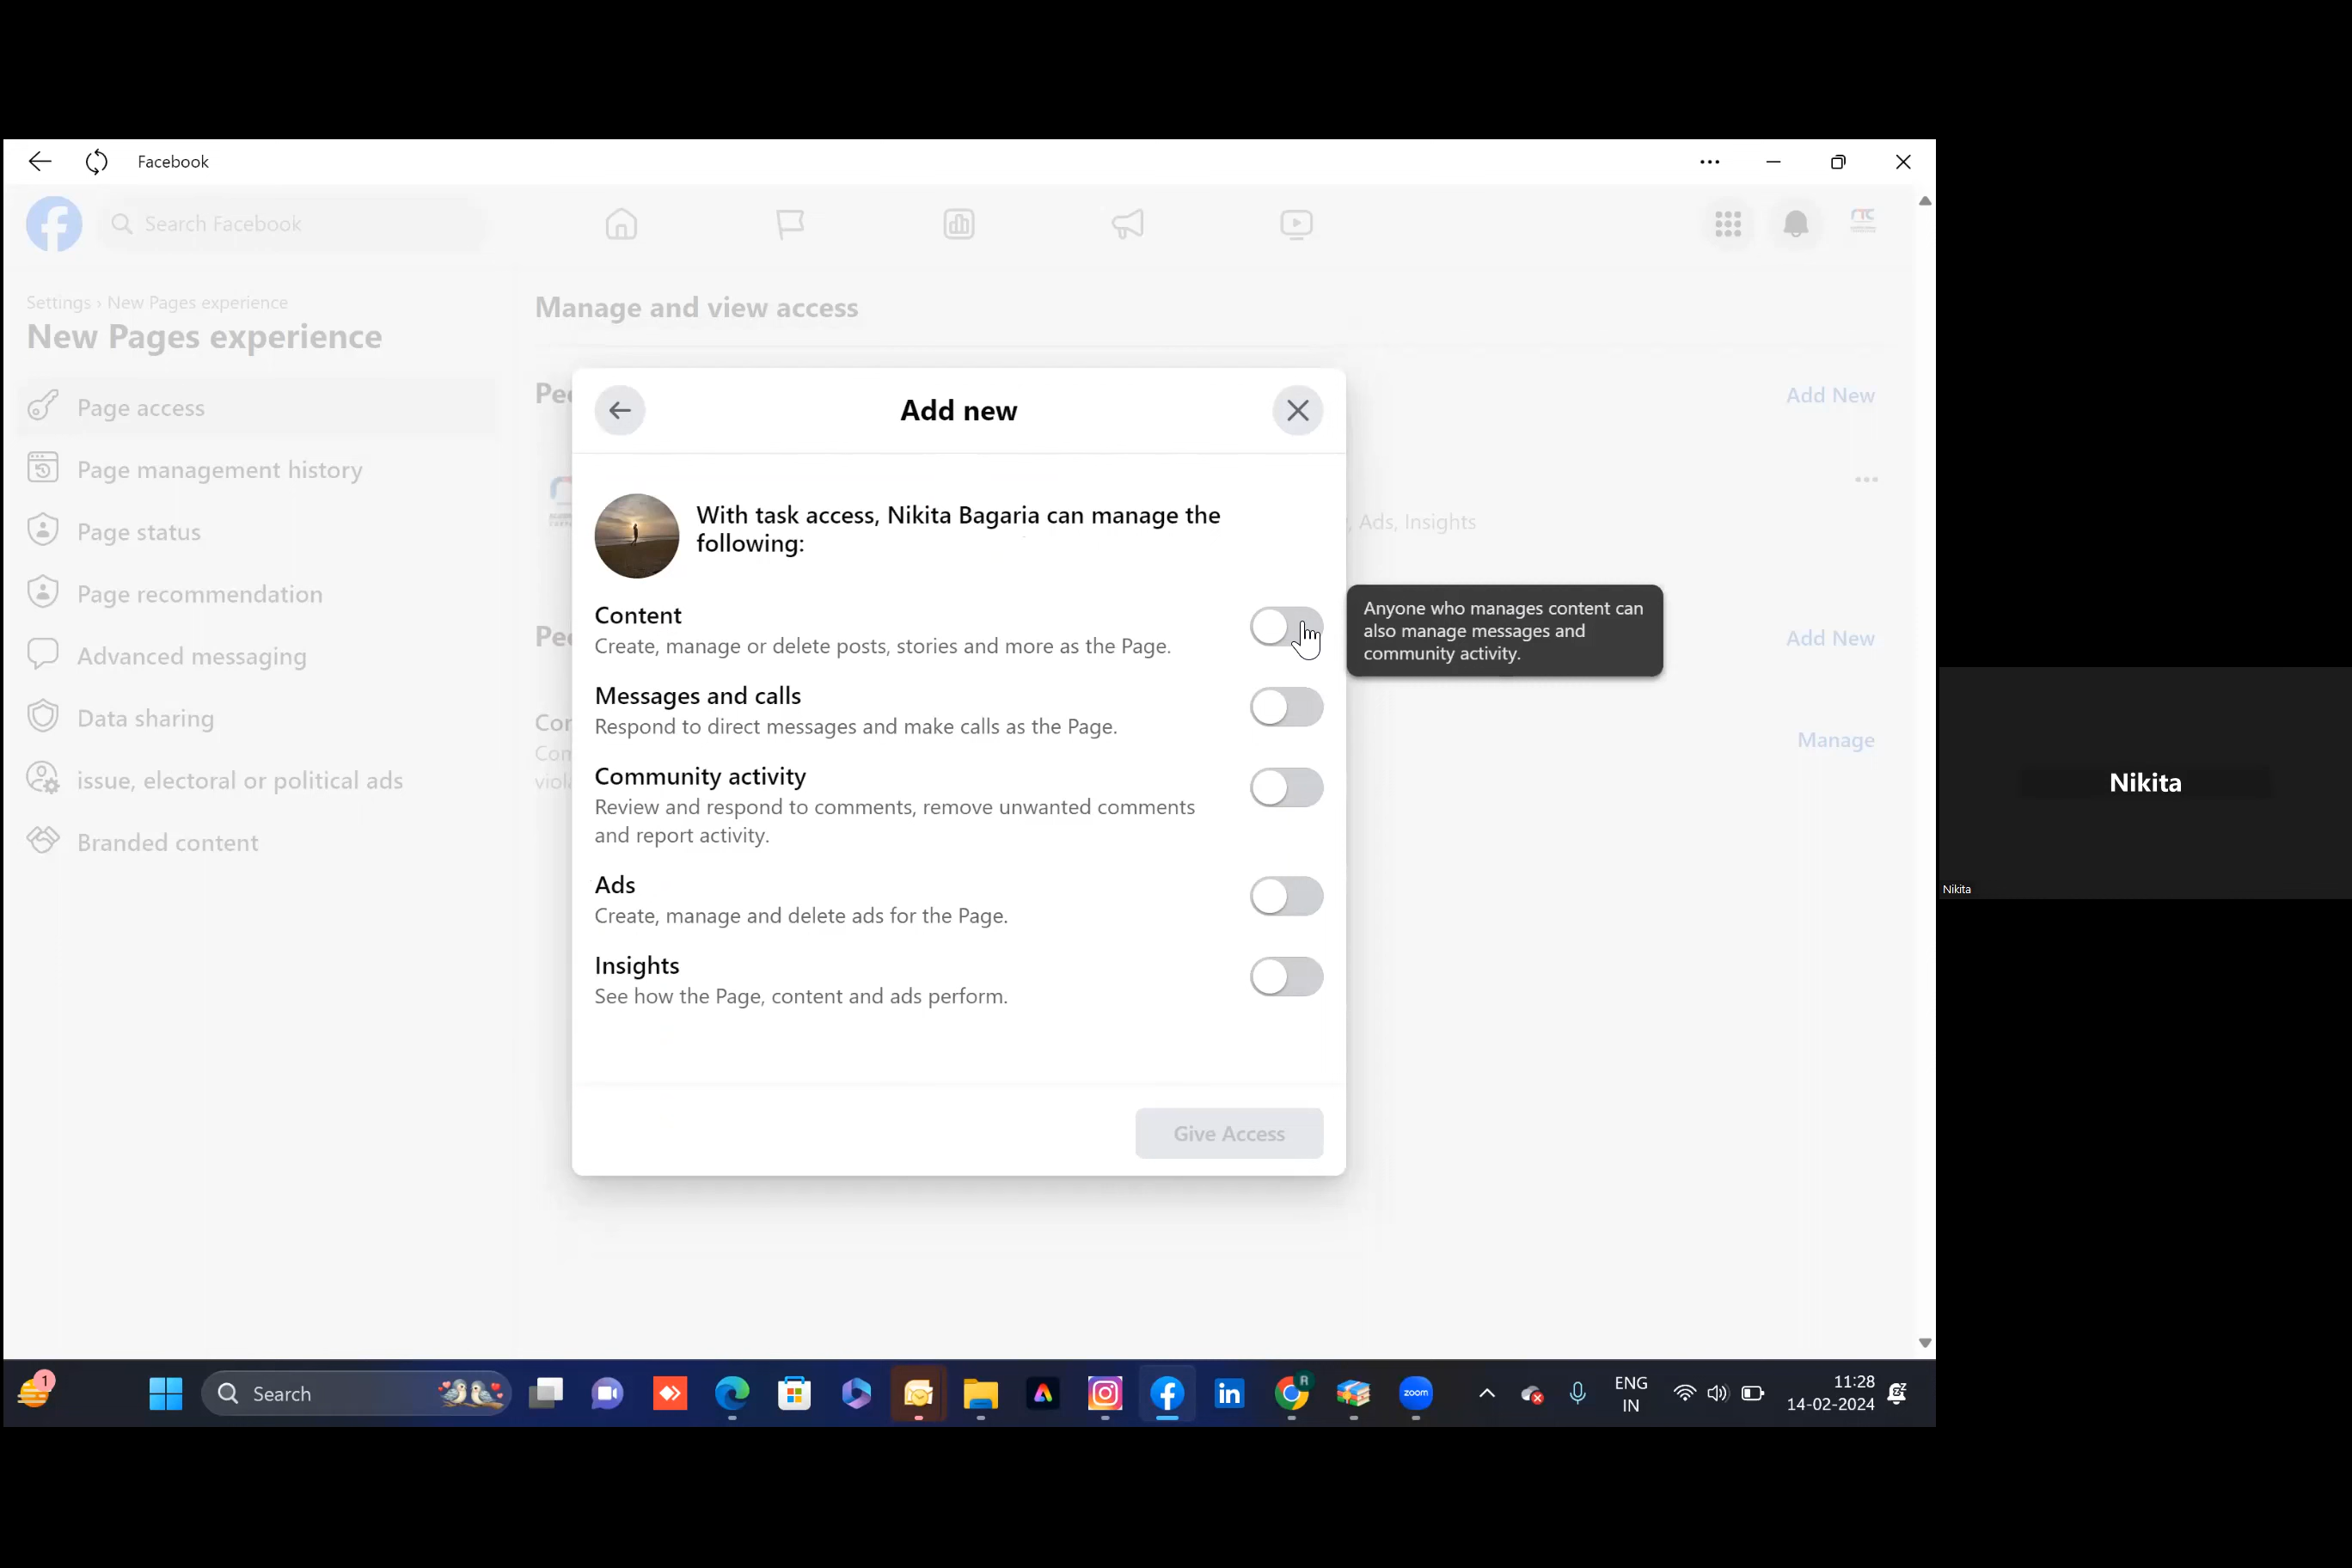 Facebook
Search Facebook
Settings › New Pages experience
New Pages experience
Page access
Page management history
Page status
Page recommendation
Advanced messaging
Data sharing
issue, electoral or political ads
Branded content
Manage and view access
Add New
, Ads, Insights
Add New
Manage
Add new
With task access, Nikita Bagaria can manage the
following:
Content
Create, manage or delete posts, stories and more as the Page.
Anyone who manages content can
also manage messages and
community activity.
Messages and calls
Respond to direct messages and make calls as the Page.
Community activity
Review and respond to comments, remove unwanted comments
and report activity.
Ads
Create, manage and delete ads for the Page.
Insights
See how the Page, content and ads perform.
Give Access
Nikita
Nikita
1
Search
R
zoom
ENG
IN
11:28
14-02-2024